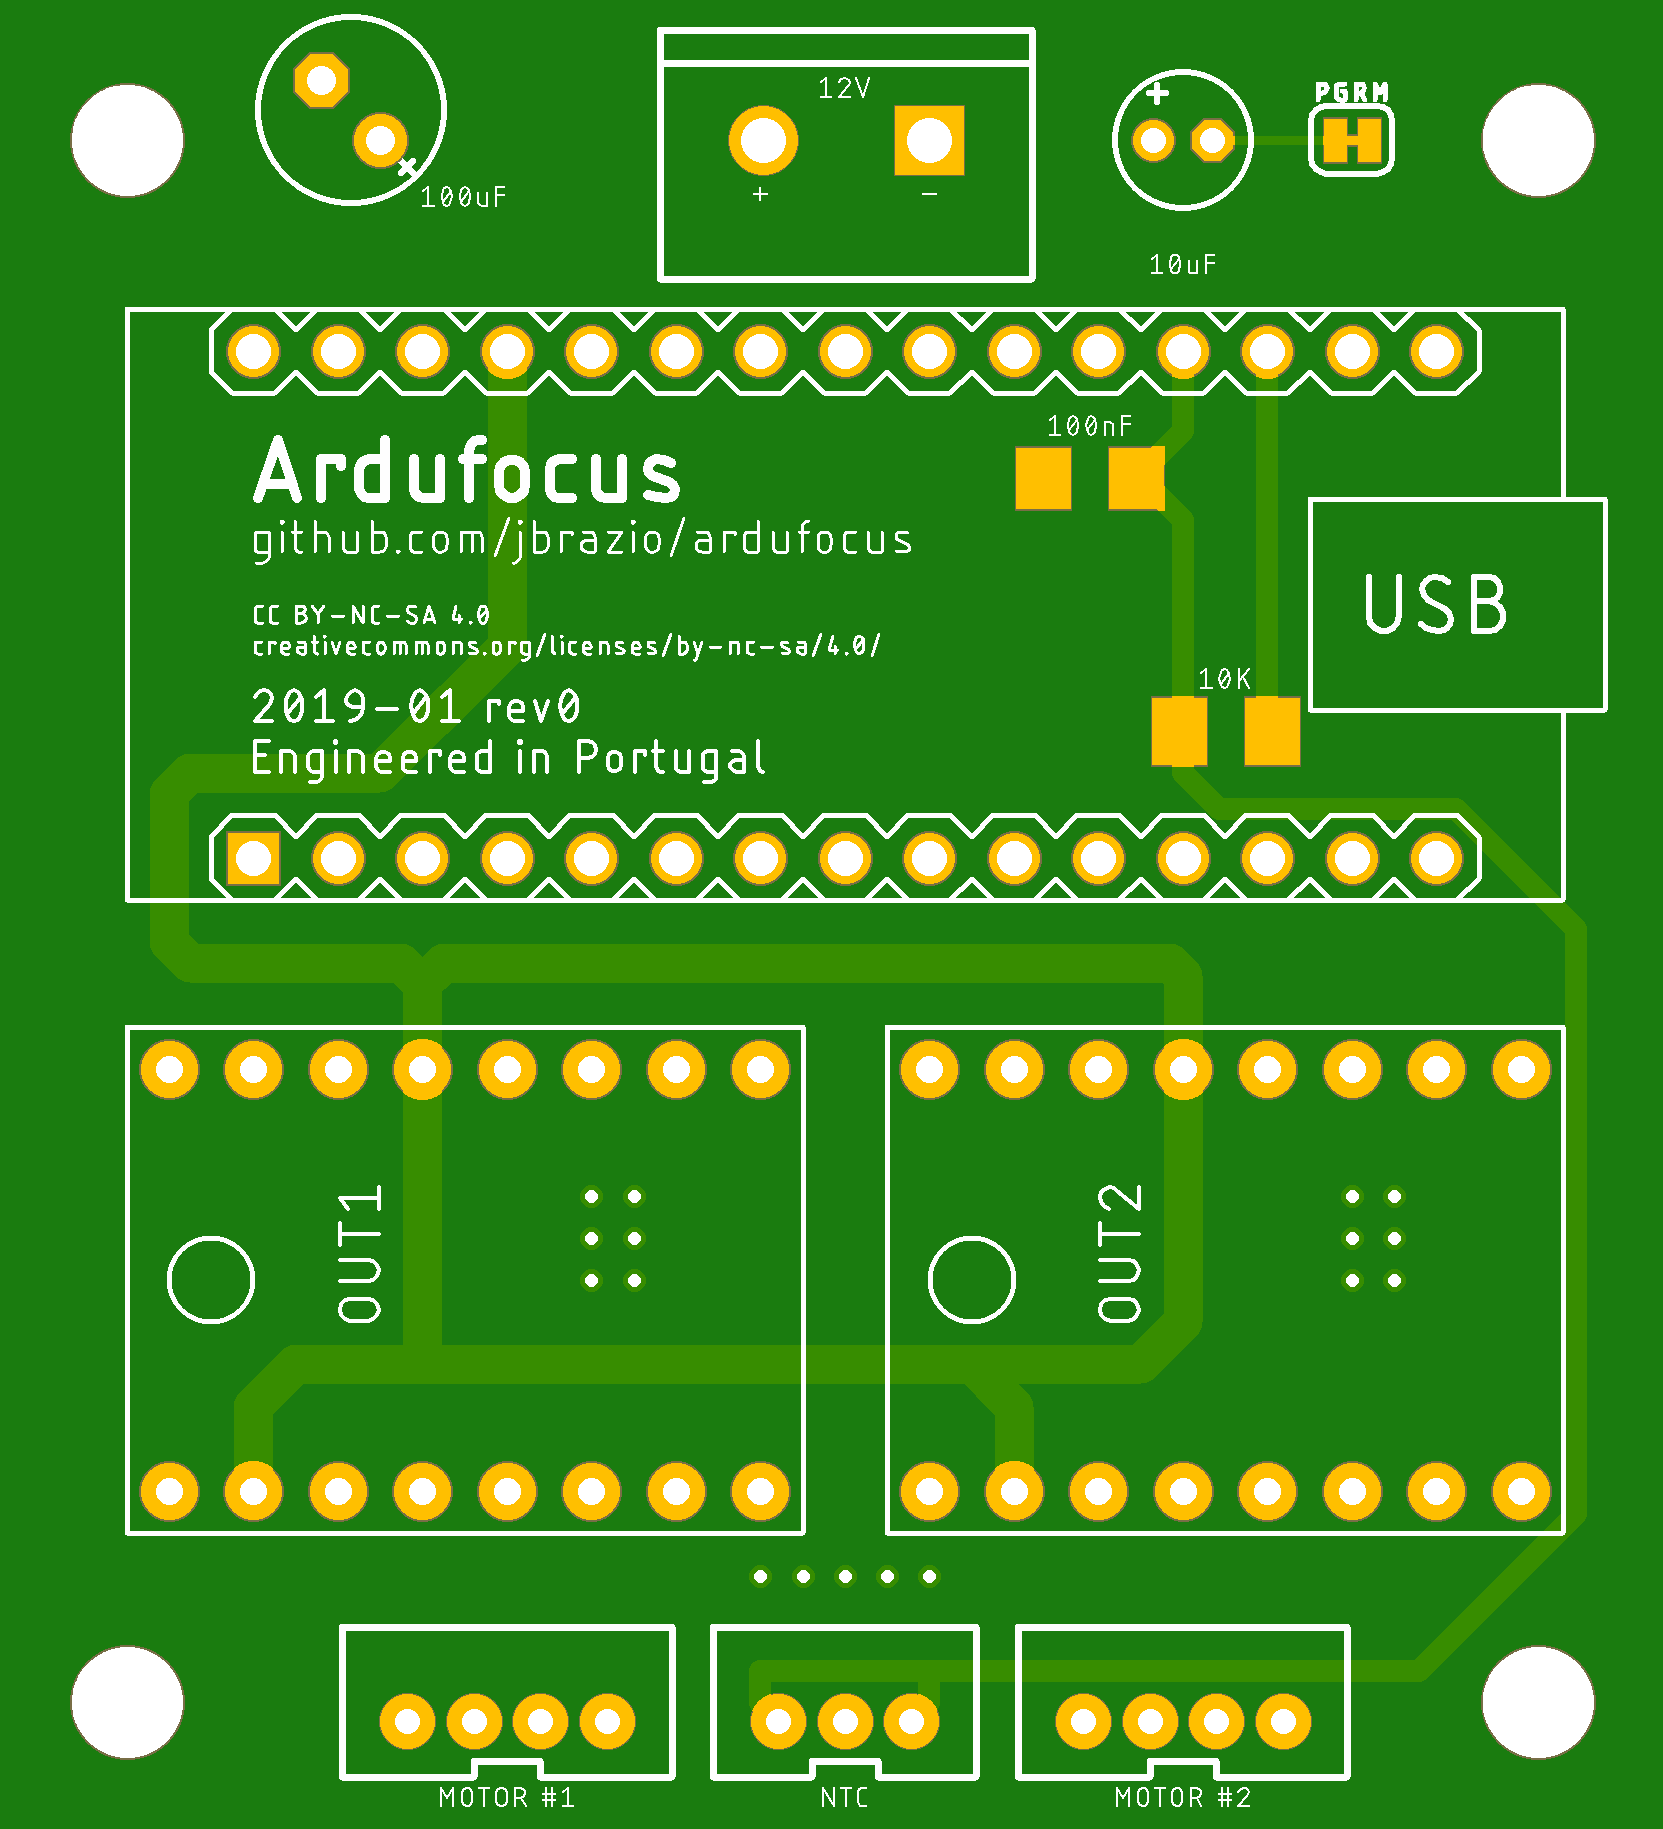 PGRM
12V
+
+ -
100uF
10uF
100nF
Ardufocus
github.com/jbrazio/ardufocus
USB
CC BY-NC-SA 4.0
creativecommons.org/licenses/by-nc-sa/4.0/
10K
2019-01 rev0
Engineered in Portugal
OUT1
OUT2
MOTOR #1
NTC
MOTOR #2